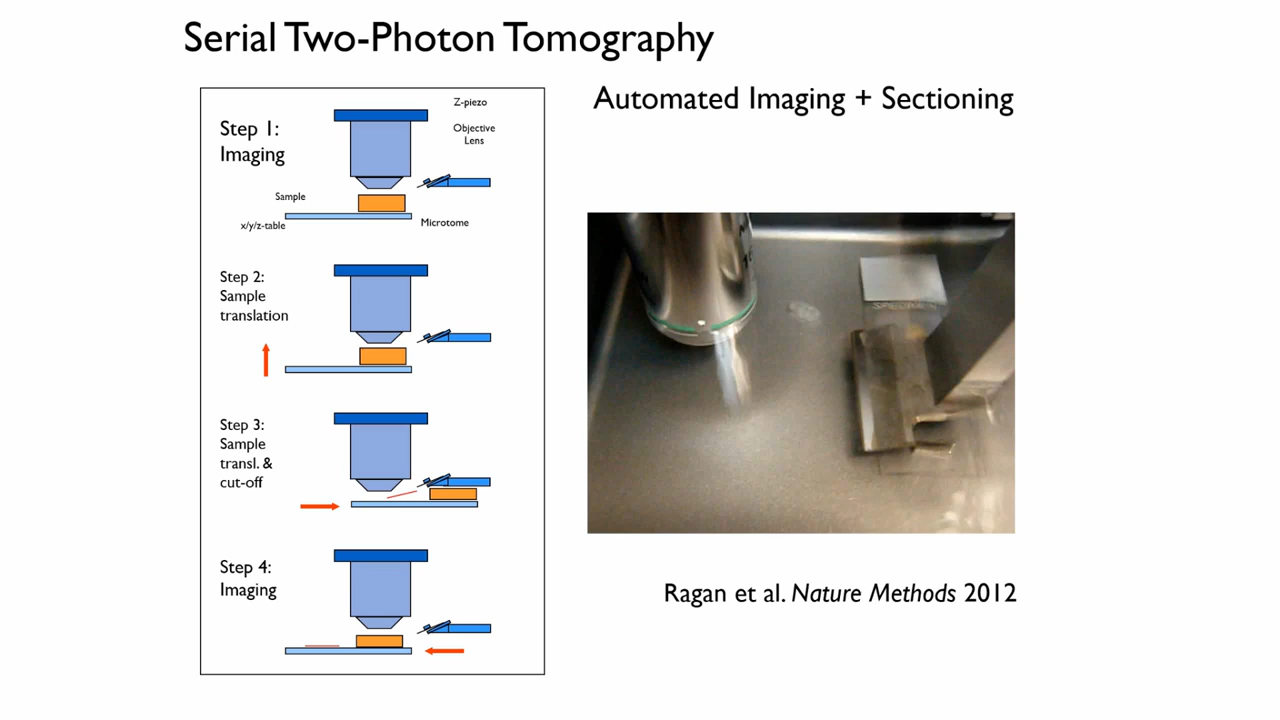 Serial Two-Photon Tomography
Automated Imaging + Sectioning
Step 1:
Imaging
Z-piezo
Objective
Lens
Sample
x/y/z-table
Microtome
Step 2:
Sample
translation
Step 3:
Sample
transl. &
cut-off
Step 4:
Imaging
Ragan et al. Nature Methods 2012